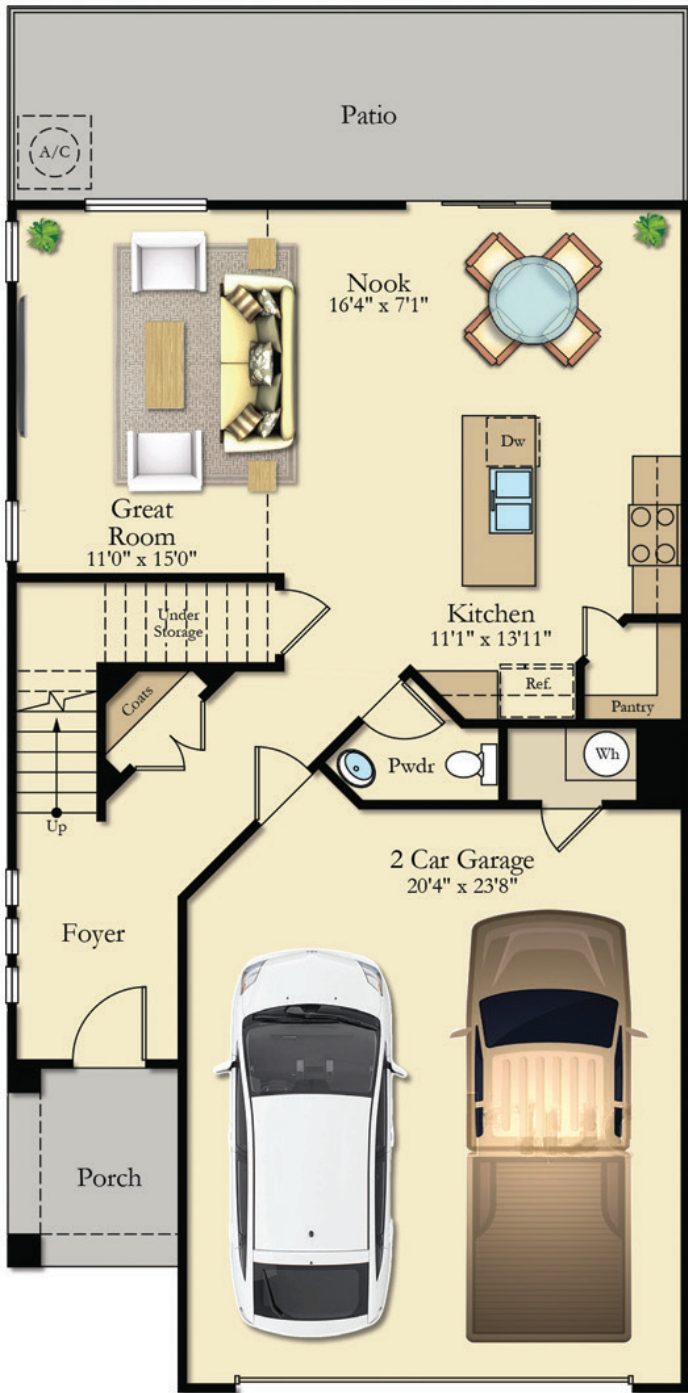 Patio
A/C
Nook
16'4" x 7'1"
Dw
Great
Room
11'0" x 15'0"
Kitchen
11'1" x 13'11"
Under
Storage
Coats
Ref.
Pantry
Pwdr
Wh
Up
2 Car Garage
20'4" x 23'8"
Foyer
Porch